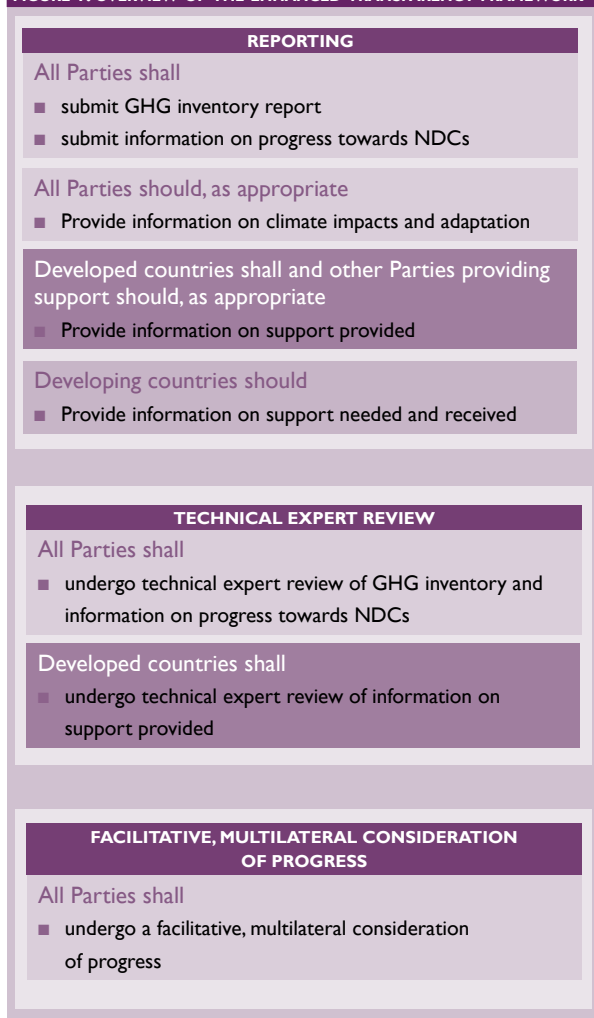 REPORTING
All Parties shall
■ submit GHG inventory report
■ submit information on progress towards NDCs
All Parties should, as appropriate
■ Provide information on climate impacts and adaptation
Developed countries shall and other Parties providing
support should, as appropriate
■ Provide information on support provided
Developing countries should
■ Provide information on support needed and received
TECHNICAL EXPERT REVIEW
All Parties shall
■ undergo technical expert review of GHG inventory and
information on progress towards NDCs
Developed countries shall
■ undergo technical expert review of information on
support provided
FACILITATIVE, MULTILATERAL CONSIDERATION
OF PROGRESS
All Parties shall
■ undergo a facilitative, multilateral consideration
of progress